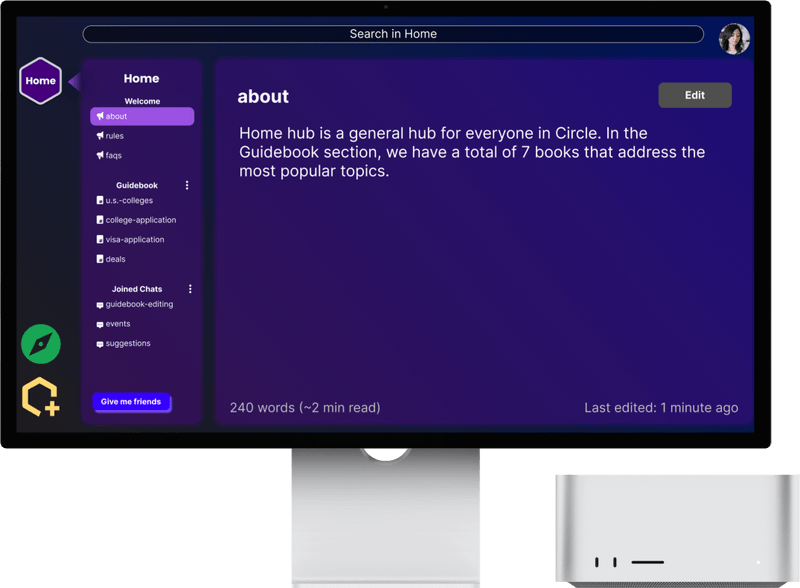 Search in Home
Home
Home
Welcome
about
rules
faqs
Guidebook
u.s.-colleges
college-application
visa-application
deals
Joined Chats
guidebook-editing
events
suggestions
Give me friends
about
Edit
Home hub is a general hub for everyone in Circle. In the
Guidebook section, we have a total of 7 books that address the
most popular topics.
240 words (~2 min read)
Last edited: 1 minute ago